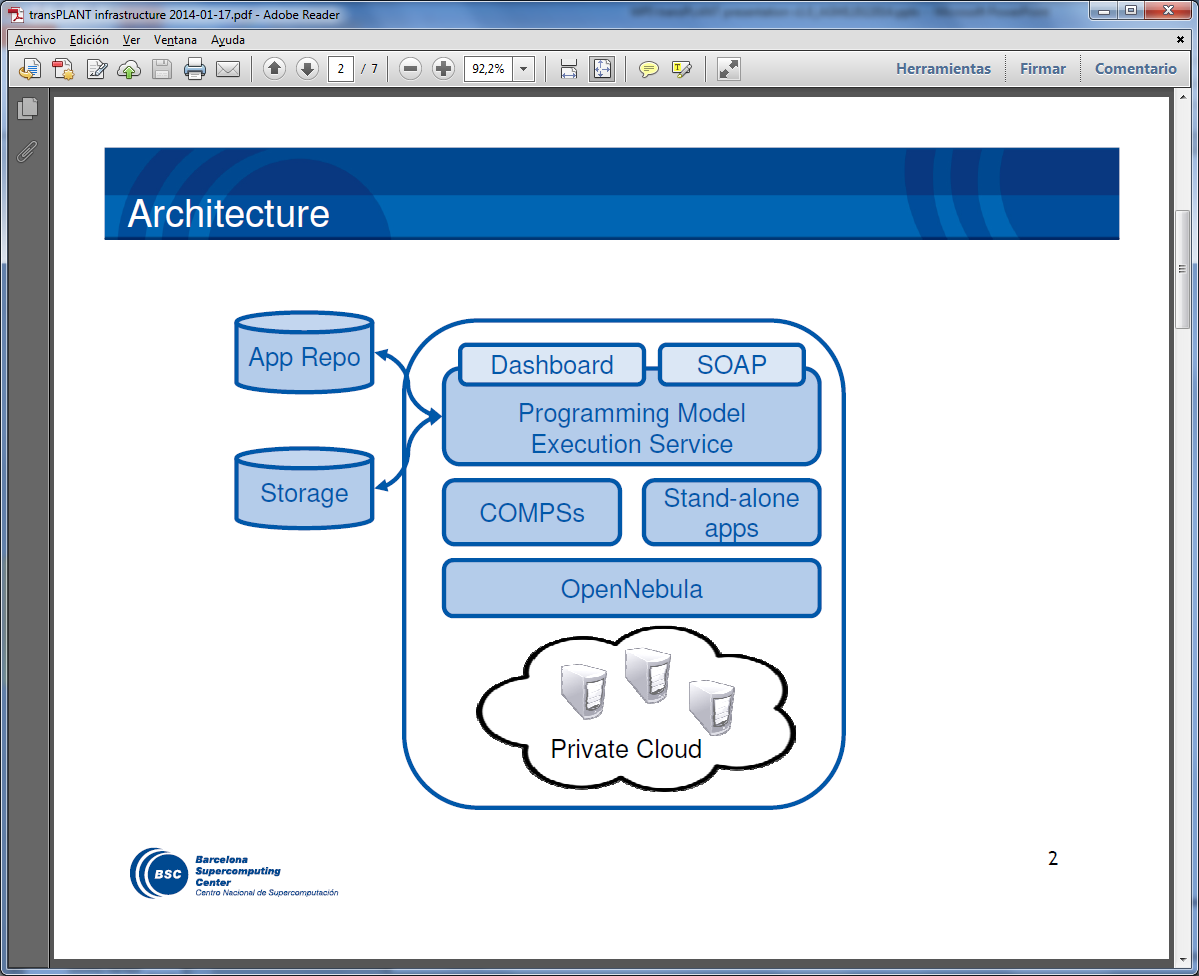 transPLANT infrastructure 2014-01-17.pdf - Adobe Reader
Archivo Edición Ver Ventana Ayuda
2 / 7 92,2% Herramientas Firmar Comentario
Architecture
App Repo
Storage
Dashboard SOAP
Programming Model
Execution Service
COMPSs
Stand-alone
apps
OpenNebula
Private Cloud
BSC
Barcelona
Supercomputing
Center
Centro Nacional de Supercomputación
2